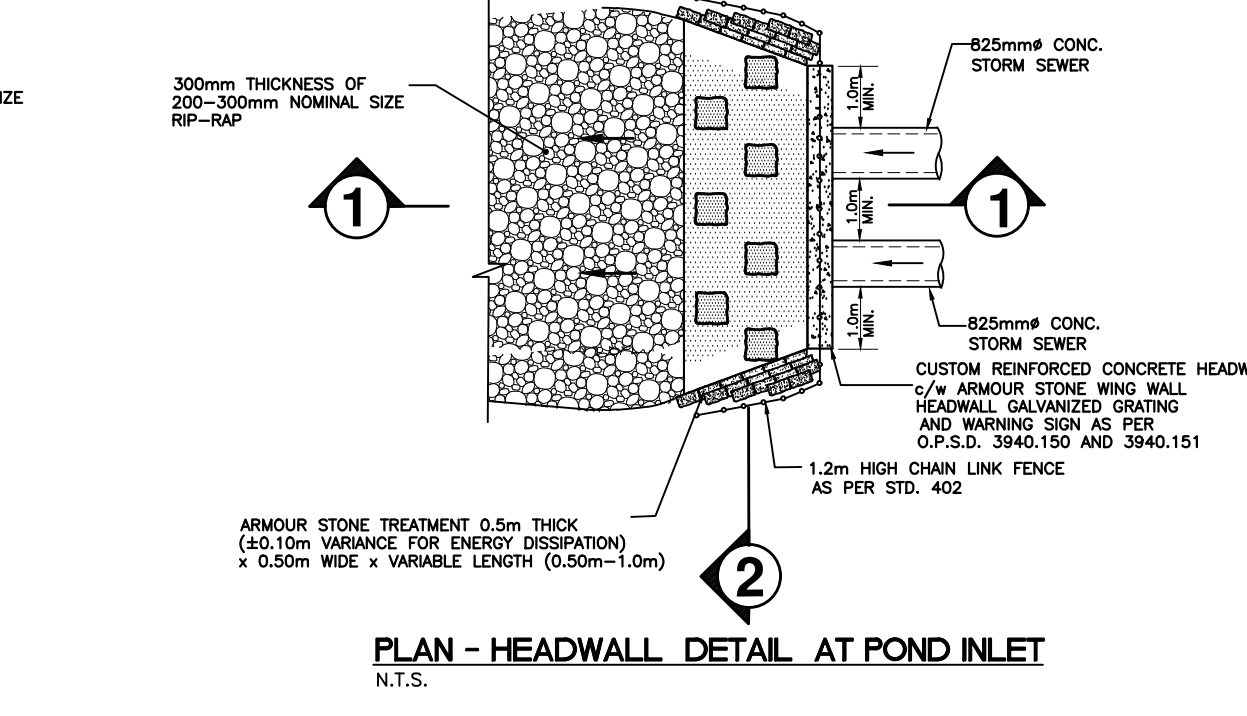 IZE
300mm THICKNESS OF
200-300mm NOMINAL SIZE
RIP-RAP
825mmø CONC.
STORM SEWER
1.0m
MIN.
1
1.0m
MIN.
1
1.0m
MIN.
825mmø CONC.
STORM SEWER
CUSTOM REINFORCED CONCRETE HEADW
c/w ARMOUR STONE WING WALL
HEADWALL GALVANIZED GRATING
AND WARNING SIGN AS PER
O.P.S.D. 3940.150 AND 3940.151
1.2m HIGH CHAIN LINK FENCE
AS PER STD. 402
ARMOUR STONE TREATMENT 0.5m THICK
(±0.10m VARIANCE FOR ENERGY DISSIPATION)
x 0.50m WIDE x VARIABLE LENGTH (0.50m-1.0m)
2
PLAN - HEADWALL DETAIL AT POND INLET
N.T.S.